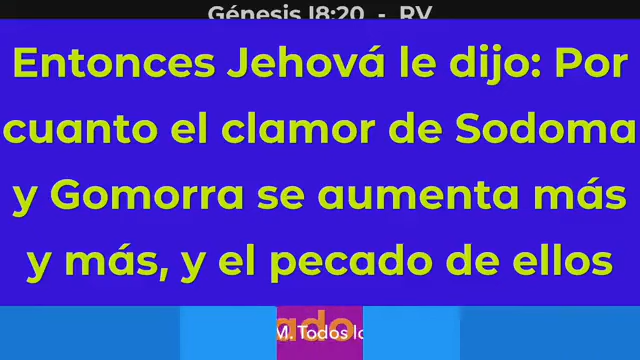 Génesis 18:20 - RV
Entonces Jehová le dijo: Por
cuanto el clamor de Sodoma
y Gomorra se aumenta más
y más, y el pecado de ellos
M. Todos lo